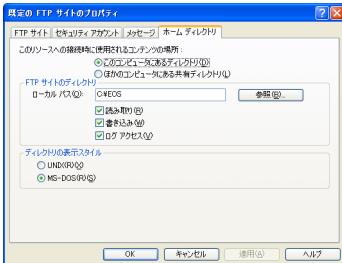 既定の FTP サイトのプロパティ
FTP サイト セキュリティ アカウント メッセージ ホーム ディレクトリ
このリソースへの接続時に使用されるコンテンツの場所:
このコンピュータにあるディレクトリ(D)
ほかのコンピュータにある共有ディレクトリ(L)
FTP サイトのディレクトリ
ローカル パス(O): C:¥EOS 参照(B)...
読み取り(R)
書き込み(W)
ログ アクセス(V)
ディレクトリの表示スタイル
UNIX(R)(X)
MS-DOS(R)(S)
OK キャンセル 適用(A) ヘルプ